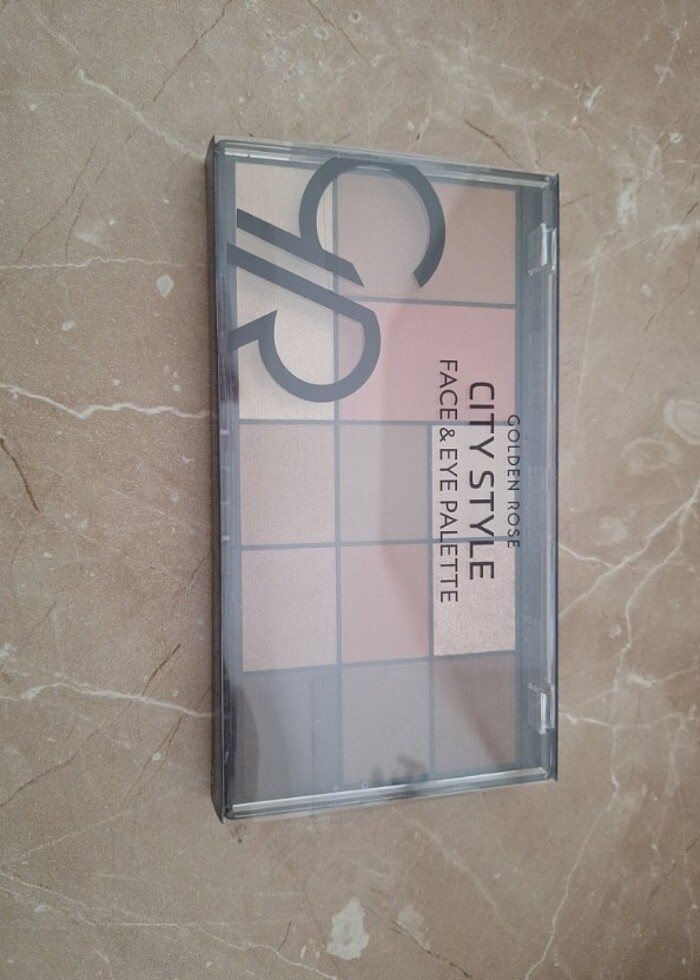 GR
GOLDEN ROSE
CITY STYLE
FACE & EYE PALETTE